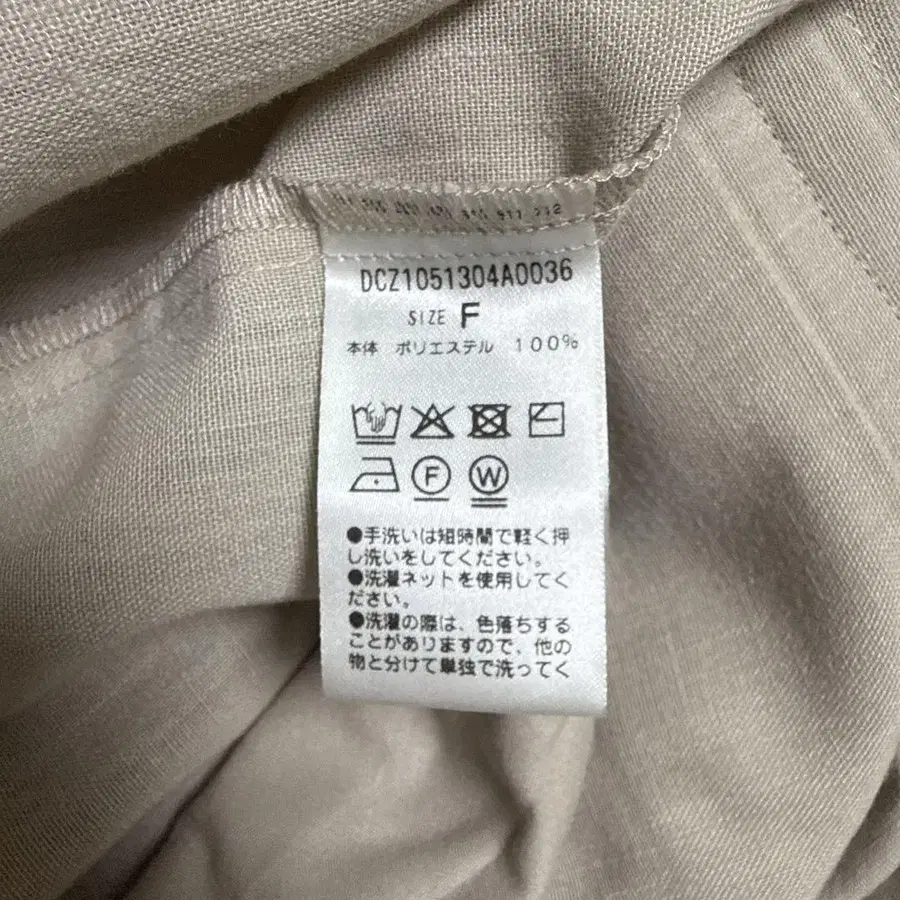 DCZ1051304A0036
SIZE F
本体 ポリエステル 100%
F W
●手洗いは短時間で軽く押
し洗いをしてください。
●洗濯ネットを使用してく
ださい。
●洗濯の際は、色落ちする
ことがありますので、他の
物と分けて単独で洗ってく